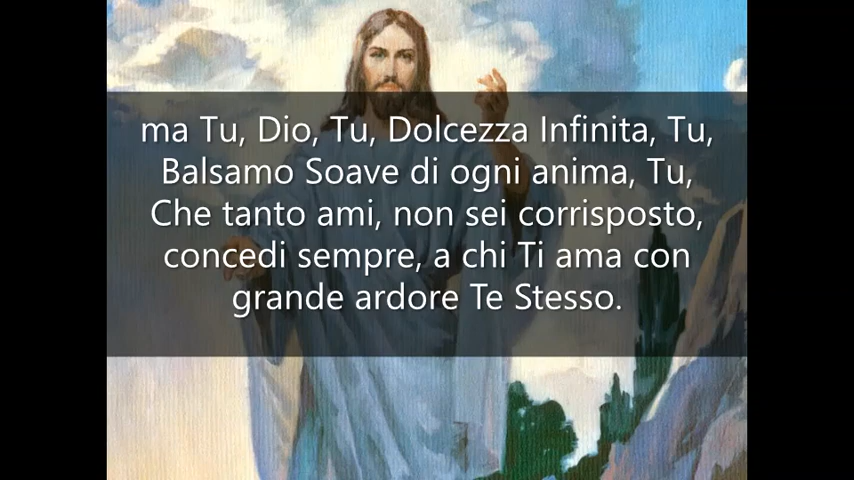 ma Tu, Dio, Tu, Dolcezza Infinita, Tu,
Balsamo Soave di ogni anima, Tu,
Che tanto ami, non sei corrisposto,
concedi sempre, a chi Ti ama con
grande ardore Te Stesso.